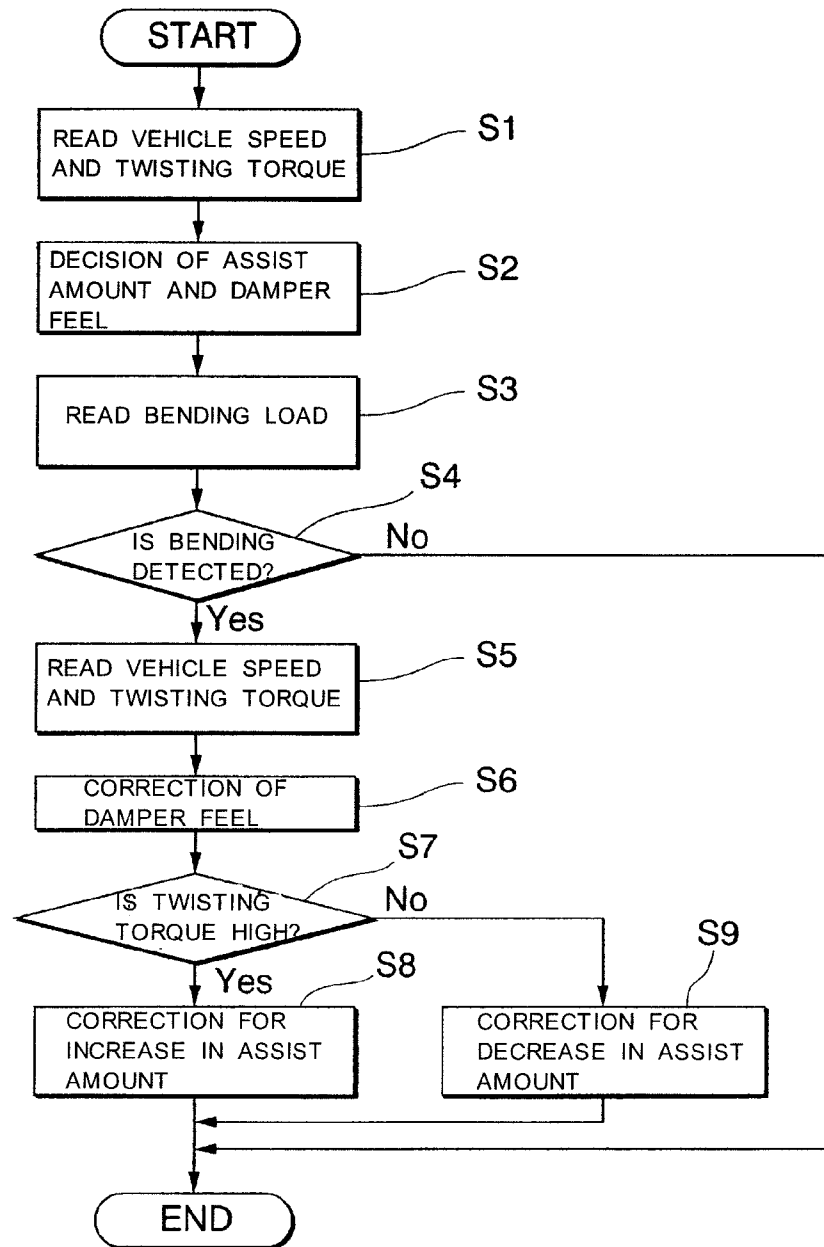 START
READ VEHICLE SPEED
AND TWISTING TORQUE
S1
DECISION OF ASSIST
AMOUNT AND DAMPER
FEEL
S2
READ BENDING LOAD
S3
S4
IS BENDING
DETECTED?
No
Yes
READ VEHICLE SPEED
AND TWISTING TORQUE
S5
CORRECTION OF
DAMPER FEEL
S6
S7
IS TWISTING
TORQUE HIGH?
No
Yes
S8
CORRECTION FOR
INCREASE IN ASSIST
AMOUNT
S9
CORRECTION FOR
DECREASE IN ASSIST
AMOUNT
END